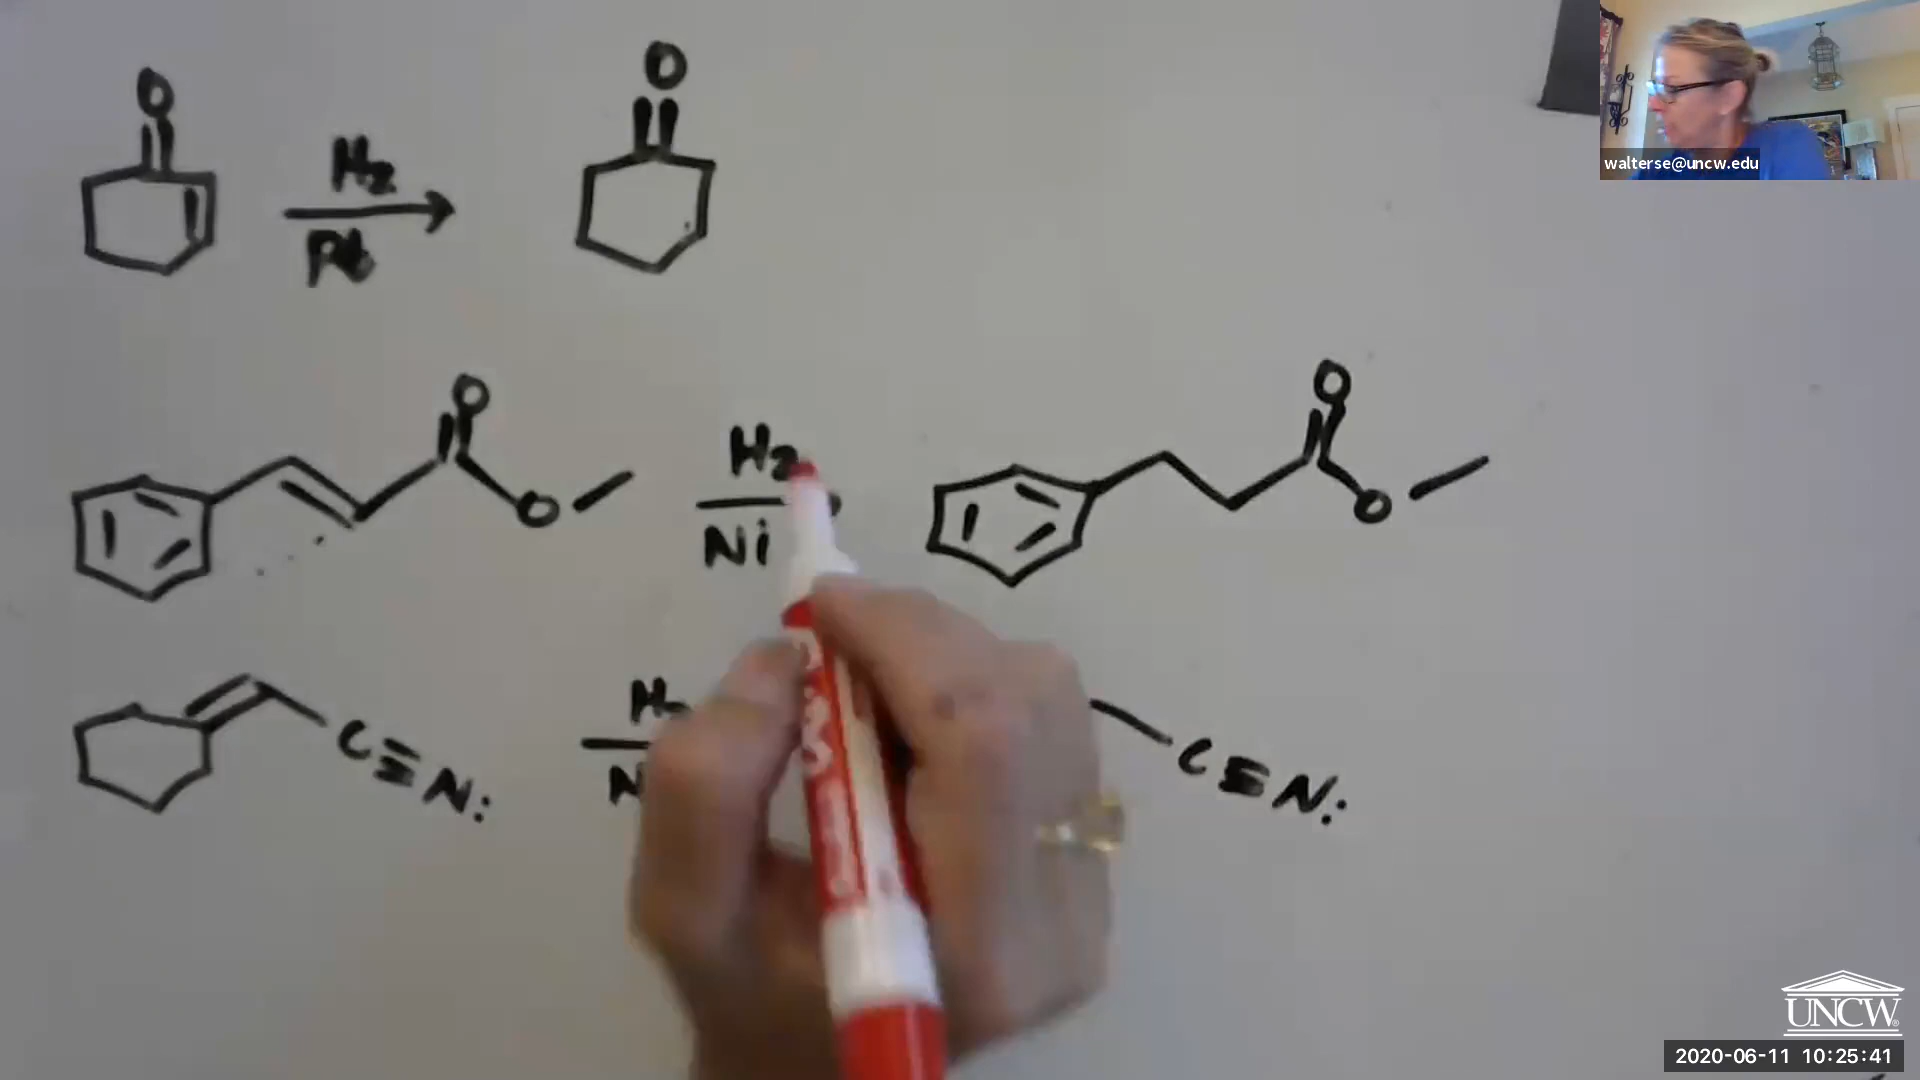 O
O
H2
Pt
O
O
H2
O
Ni
O
H
C≡N:
N
C≡N:
walterse@uncw.edu
UNCW
2020-06-11 10:25:41